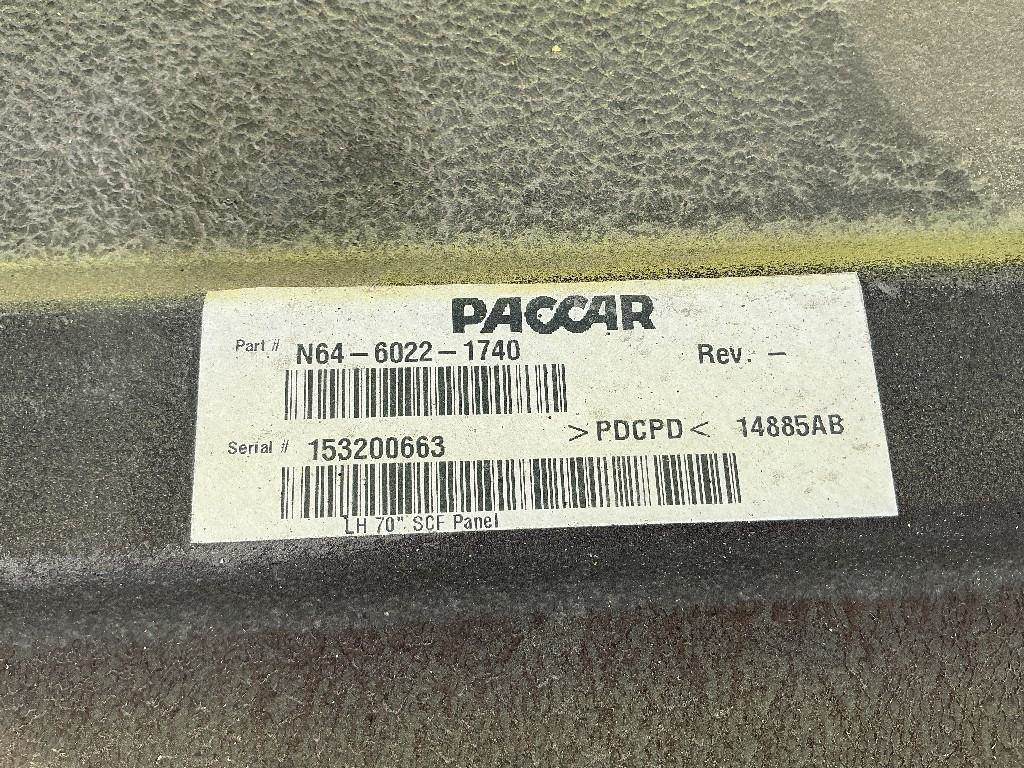 PACCAR
Part # N64-6022-1740 Rev. -
>PDCPD< 14885AB
Serial # 153200663
LH 70" SCF Panel